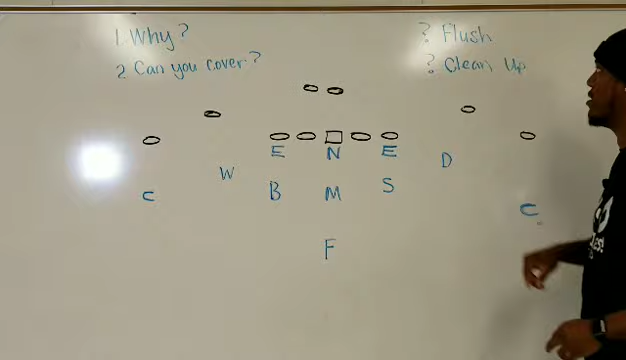 1 Why?
2 Can you cover?
? Flush
? Clean Up
E N E
W D
C B M S C
F